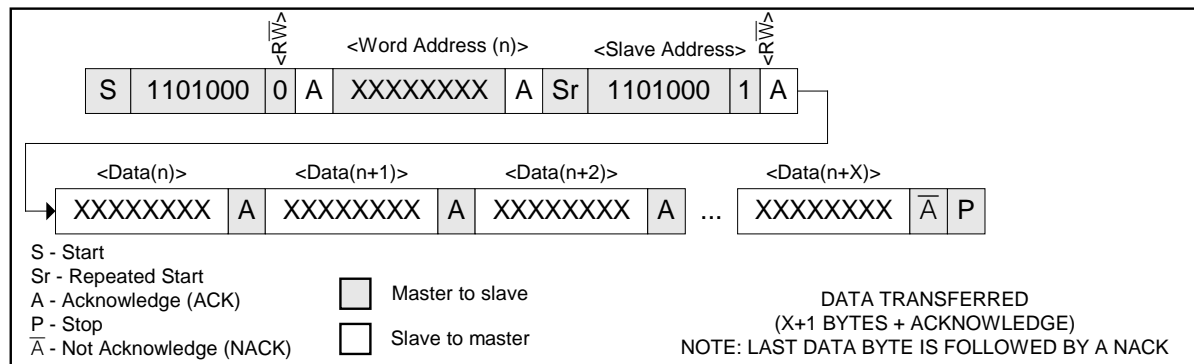 <RW̅>
<Word Address (n)>
<Slave Address>
<RW̅>
S 1101000 0 A XXXXXXXX A Sr 1101000 1 A
<Data(n)> <Data(n+1)> <Data(n+2)> <Data(n+X)>
XXXXXXXX A XXXXXXXX A XXXXXXXX A ... XXXXXXXX A̅ P
S - Start
Sr - Repeated Start
A - Acknowledge (ACK)
P - Stop
A̅ - Not Acknowledge (NACK)
Master to slave
Slave to master
DATA TRANSFERRED
(X+1 BYTES + ACKNOWLEDGE)
NOTE: LAST DATA BYTE IS FOLLOWED BY A NACK